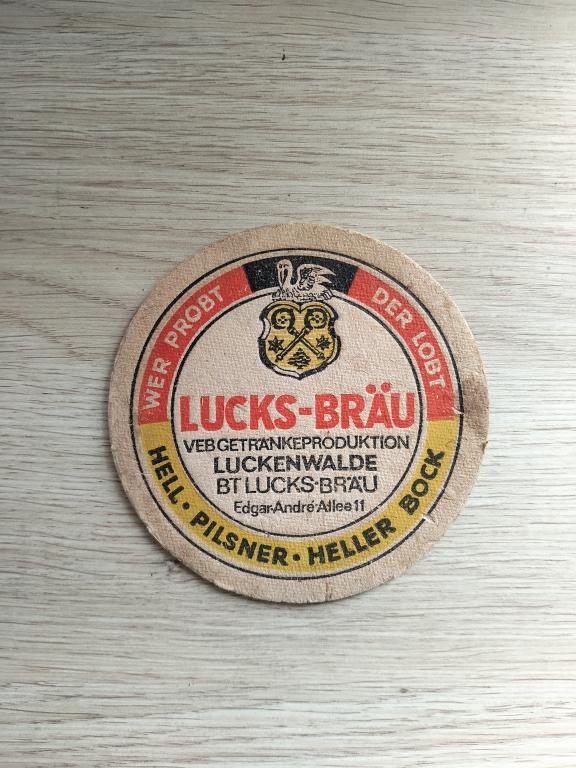 WER PROBT
DER LOBT
LUCKS-BRÄU
VEB GETRÄNKEPRODUKTION
LUCKENWALDE
BT LUCKS-BRÄU
Edgar-André-Allee 11
HELL • PILSNER • HELLER BOCK